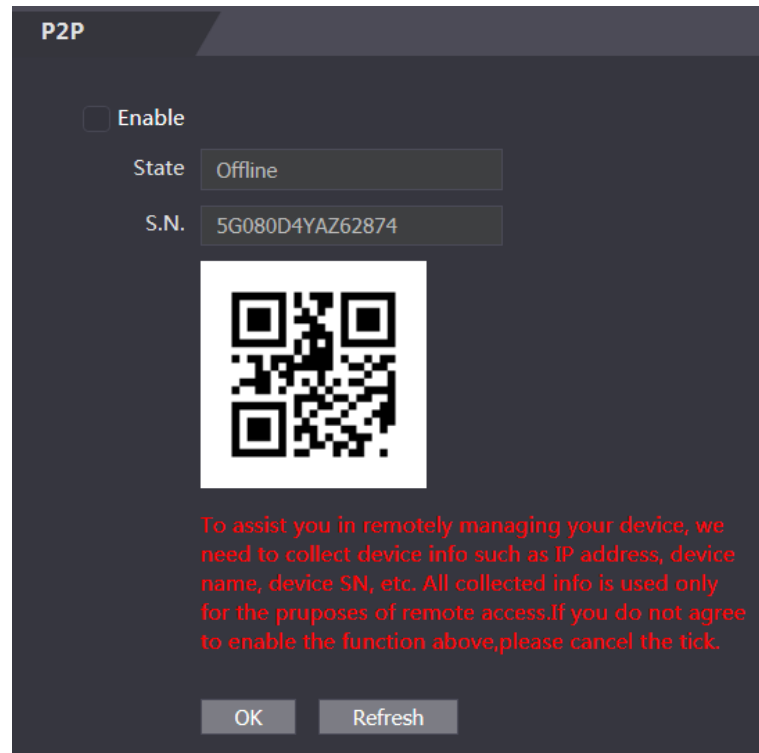 P2P
Enable
State Offline
S.N. 5G080D4YAZ62874
To assist you in remotely managing your device, we
need to collect device info such as IP address, device
name, device SN, etc. All collected info is used only
for the pruposes of remote access.If you do not agree
to enable the function above,please cancel the tick.
OK Refresh